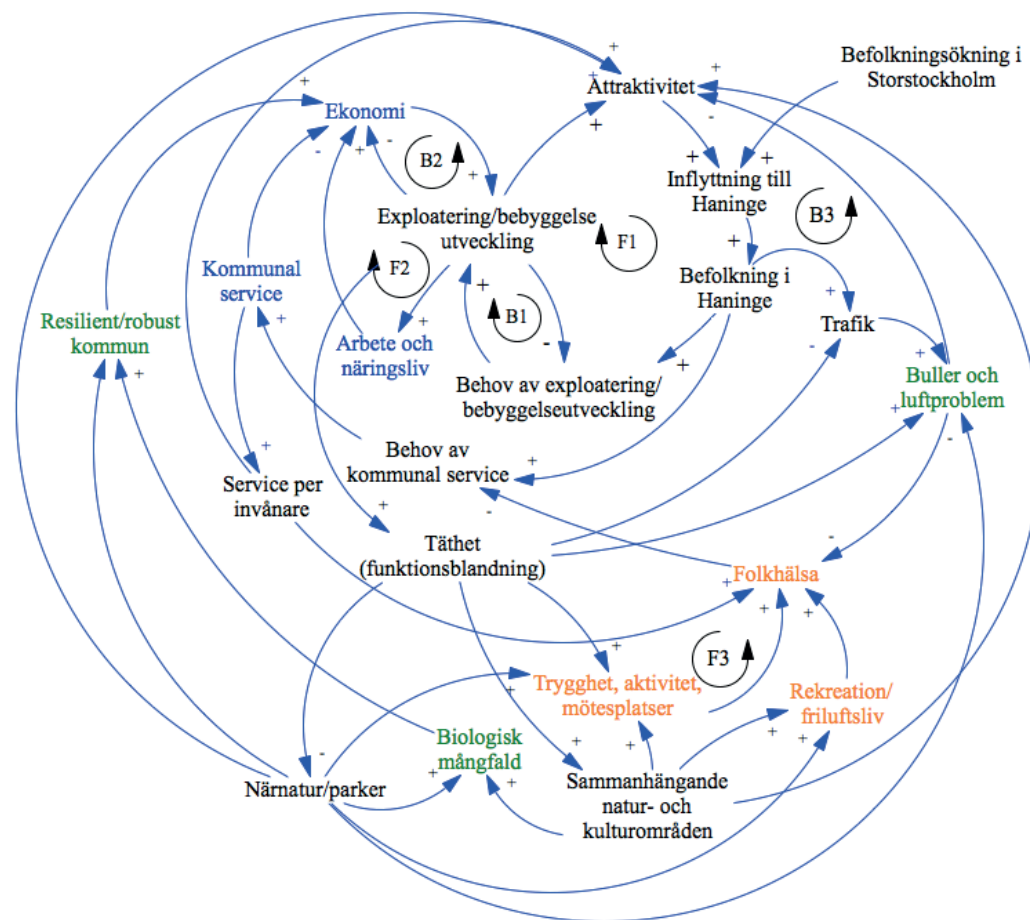 Befolkningsökning i
Storstockholm
Attraktivitet
Ekonomi
B2
Inflyttning till
Haninge
B3
Exploatering/bebyggelse
utveckling
F1
F2
Kommunal
service
Befolkning i
Haninge
Resilient/robust
kommun
B1
Trafik
Arbete och
näringsliv
Buller och
luftproblem
Behov av exploatering/
bebyggelseutveckling
Behov av
kommunal service
Service per
invånare
Täthet
(funktionsblandning)
Folkhälsa
F3
Trygghet, aktivitet,
mötesplatser
Rekreation/
friluftsliv
Biologisk
mångfald
Närnatur/parker
Sammanhängande
natur- och
kulturområden